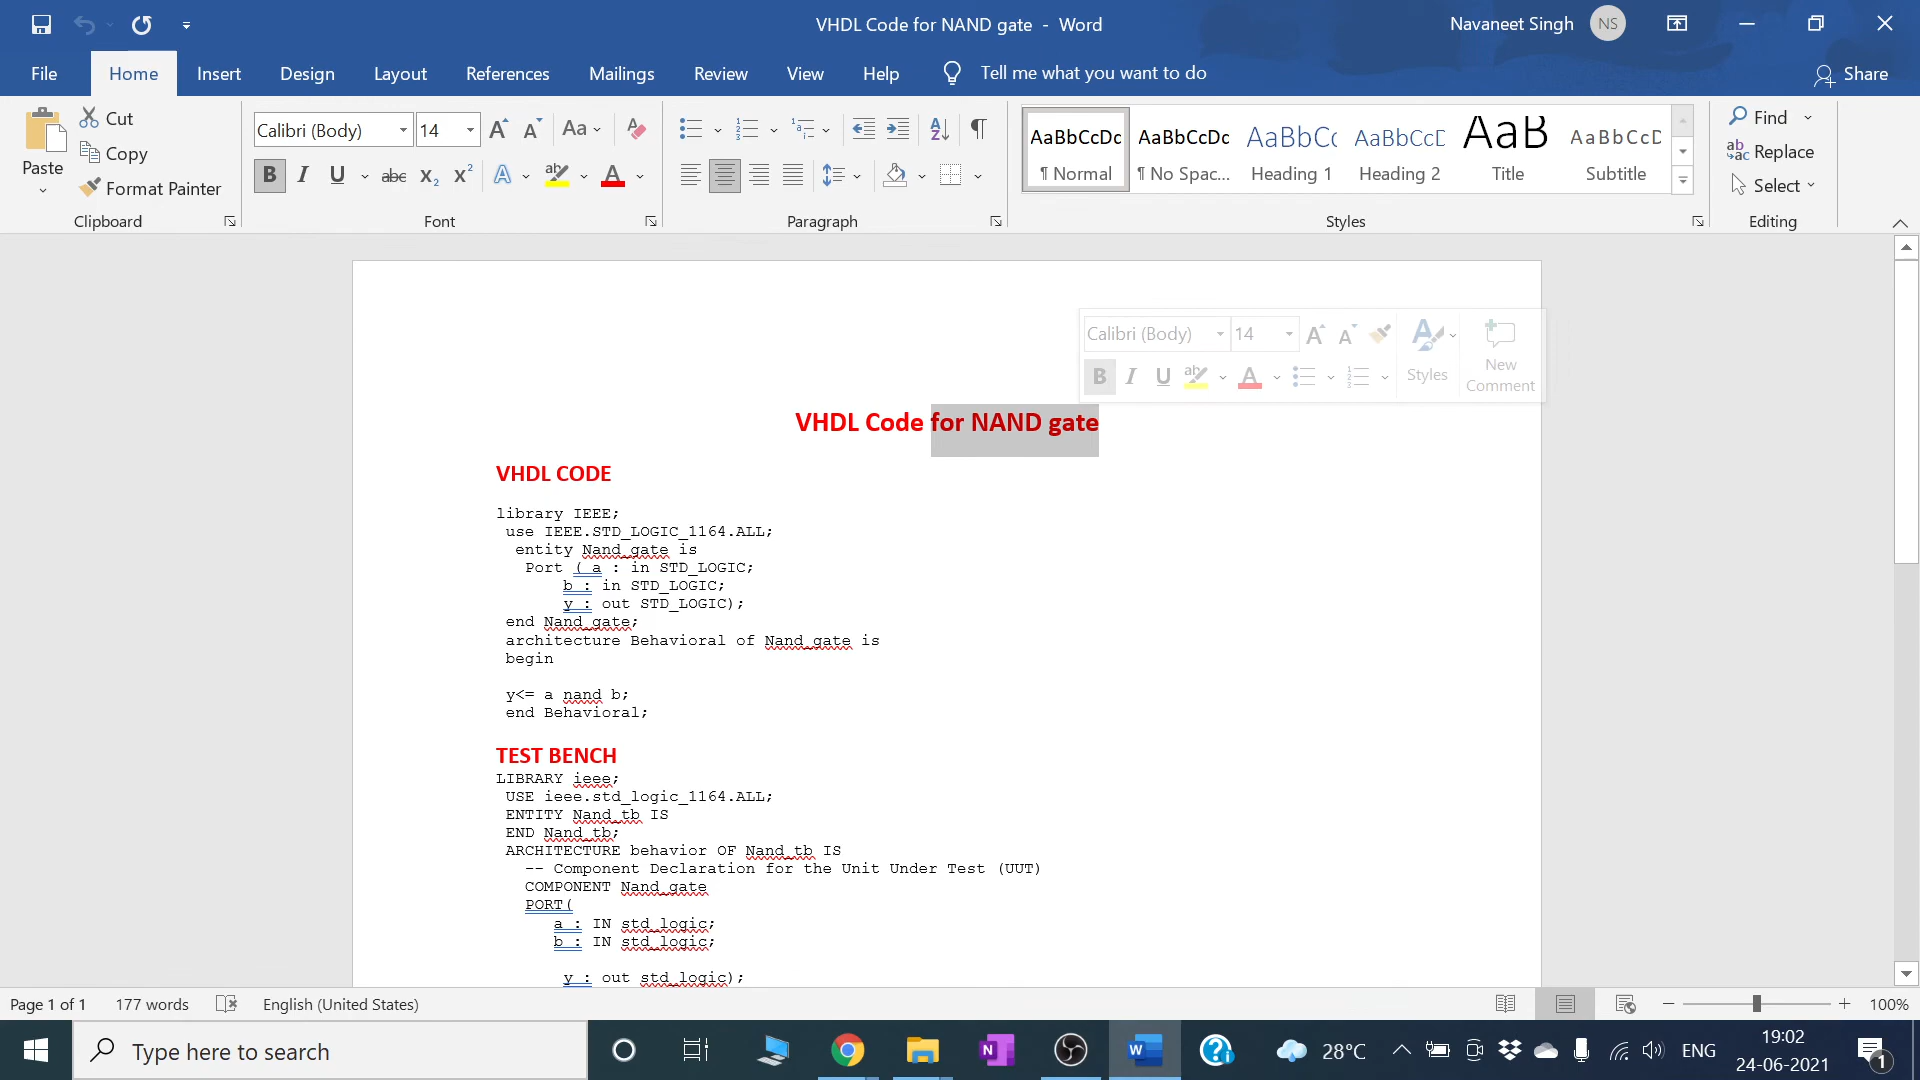 VHDL Code for NAND gate - Word
Navaneet Singh NS
File Home Insert Design Layout References Mailings Review View Help Tell me what you want to do Share
Paste
Cut
Copy
Format Painter
Clipboard
Calibri (Body) 14 A A Aa
B I U abc X2 X2 A ab A
Font
Paragraph
AaBbCcDc AaBbCcDc AaBbCc AaBbCcD AaB AaBbCcD
¶ Normal ¶ No Spac... Heading 1 Heading 2 Title Subtitle
Styles
Find
Replace
Select
Editing
Calibri (Body) 14 A A
B I U ab A Styles
New
Comment
VHDL Code for NAND gate
VHDL CODE
library IEEE;
use IEEE.STD_LOGIC_1164.ALL;
entity Nand_gate is
Port ( a : in STD_LOGIC;
b : in STD_LOGIC;
y : out STD_LOGIC);
end Nand_gate;
architecture Behavioral of Nand_gate is
begin
y<= a nand b;
end Behavioral;
TEST BENCH
LIBRARY ieee;
USE ieee.std_logic_1164.ALL;
ENTITY Nand_tb IS
END Nand_tb;
ARCHITECTURE behavior OF Nand_tb IS
-- Component Declaration for the Unit Under Test (UUT)
COMPONENT Nand_gate
PORT(
a : IN std_logic;
b : IN std_logic;
y : out std_logic);
Page 1 of 1 177 words English (United States) 100%
Type here to search
28°C ENG
19:02
24-06-2021
1